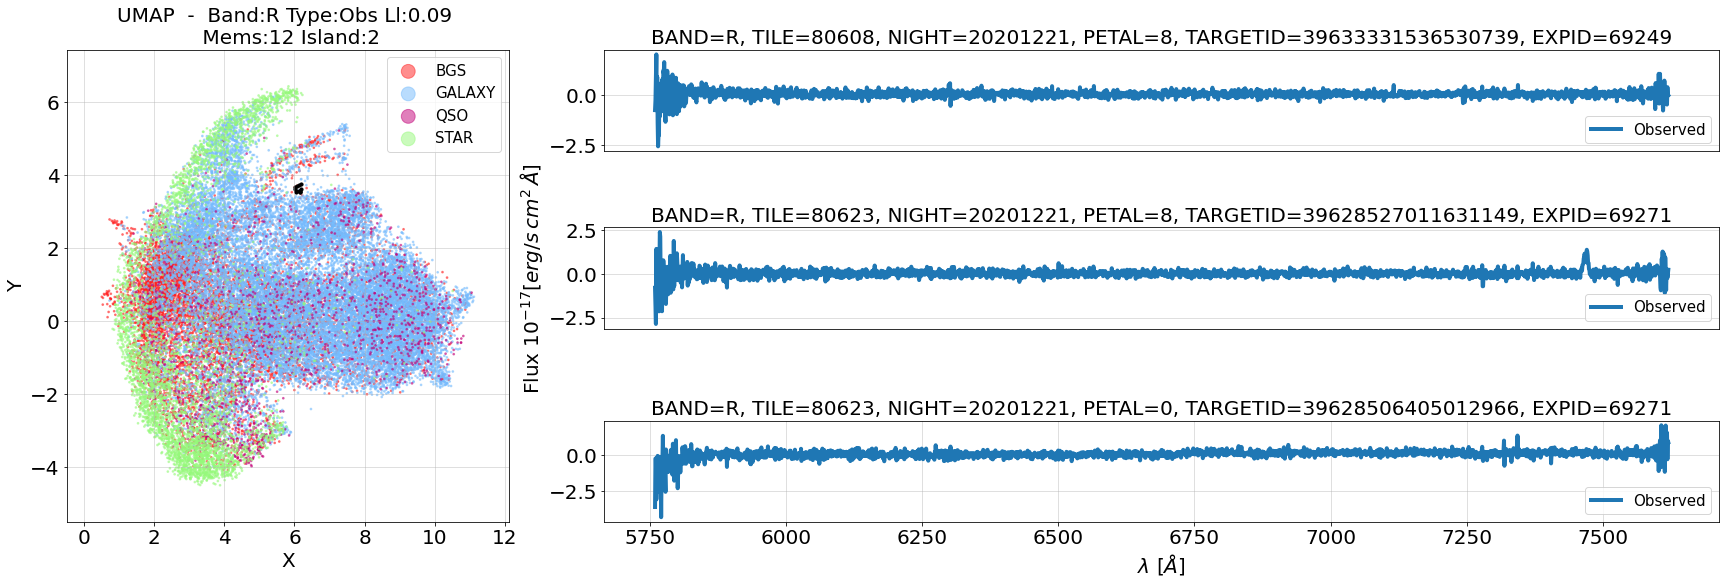 UMAP - Band:R Type:Obs Ll:0.09
Mems:12 Island:2
BGS
GALAXY
QSO
STAR
6
4
2
0
−2
−4
Y
0 2 4 6 8 10 12
X
Flux 10^−17[erg/s cm^2 Å]
BAND=R, TILE=80608, NIGHT=20201221, PETAL=8, TARGETID=39633331536530739, EXPID=69249
0.0
−2.5
Observed
BAND=R, TILE=80623, NIGHT=20201221, PETAL=8, TARGETID=39628527011631149, EXPID=69271
2.5
0.0
−2.5
Observed
BAND=R, TILE=80623, NIGHT=20201221, PETAL=0, TARGETID=39628506405012966, EXPID=69271
0.0
−2.5
Observed
5750 6000 6250 6500 6750 7000 7250 7500
λ [Å]